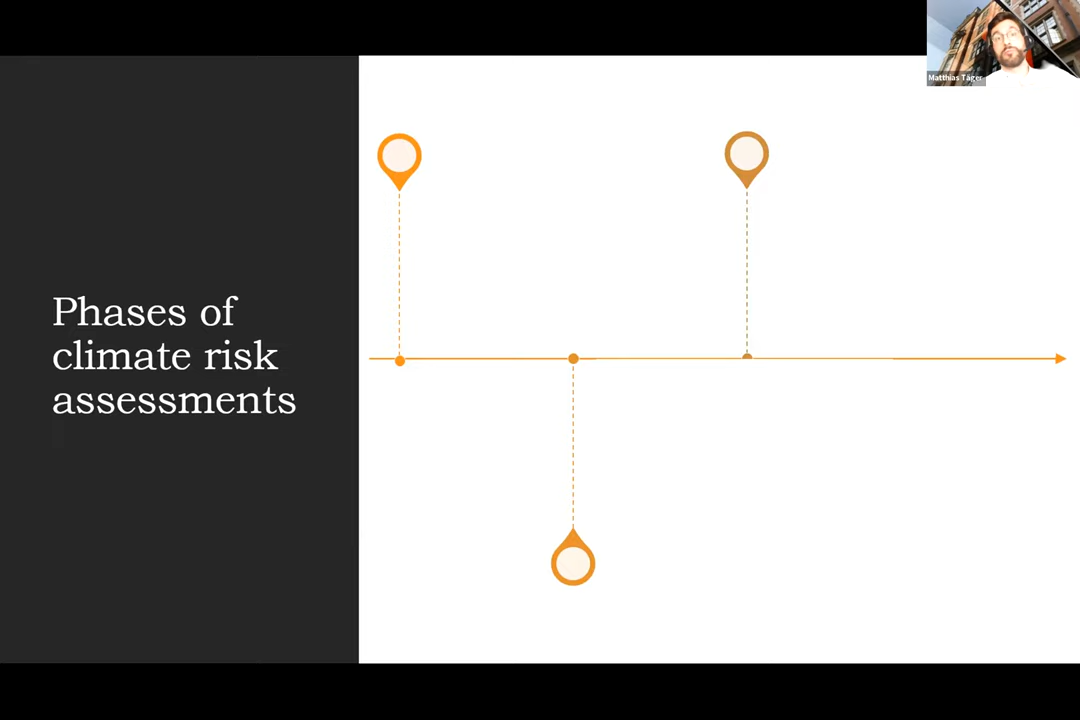 Matthias Täger
Phases of
climate risk
assessments